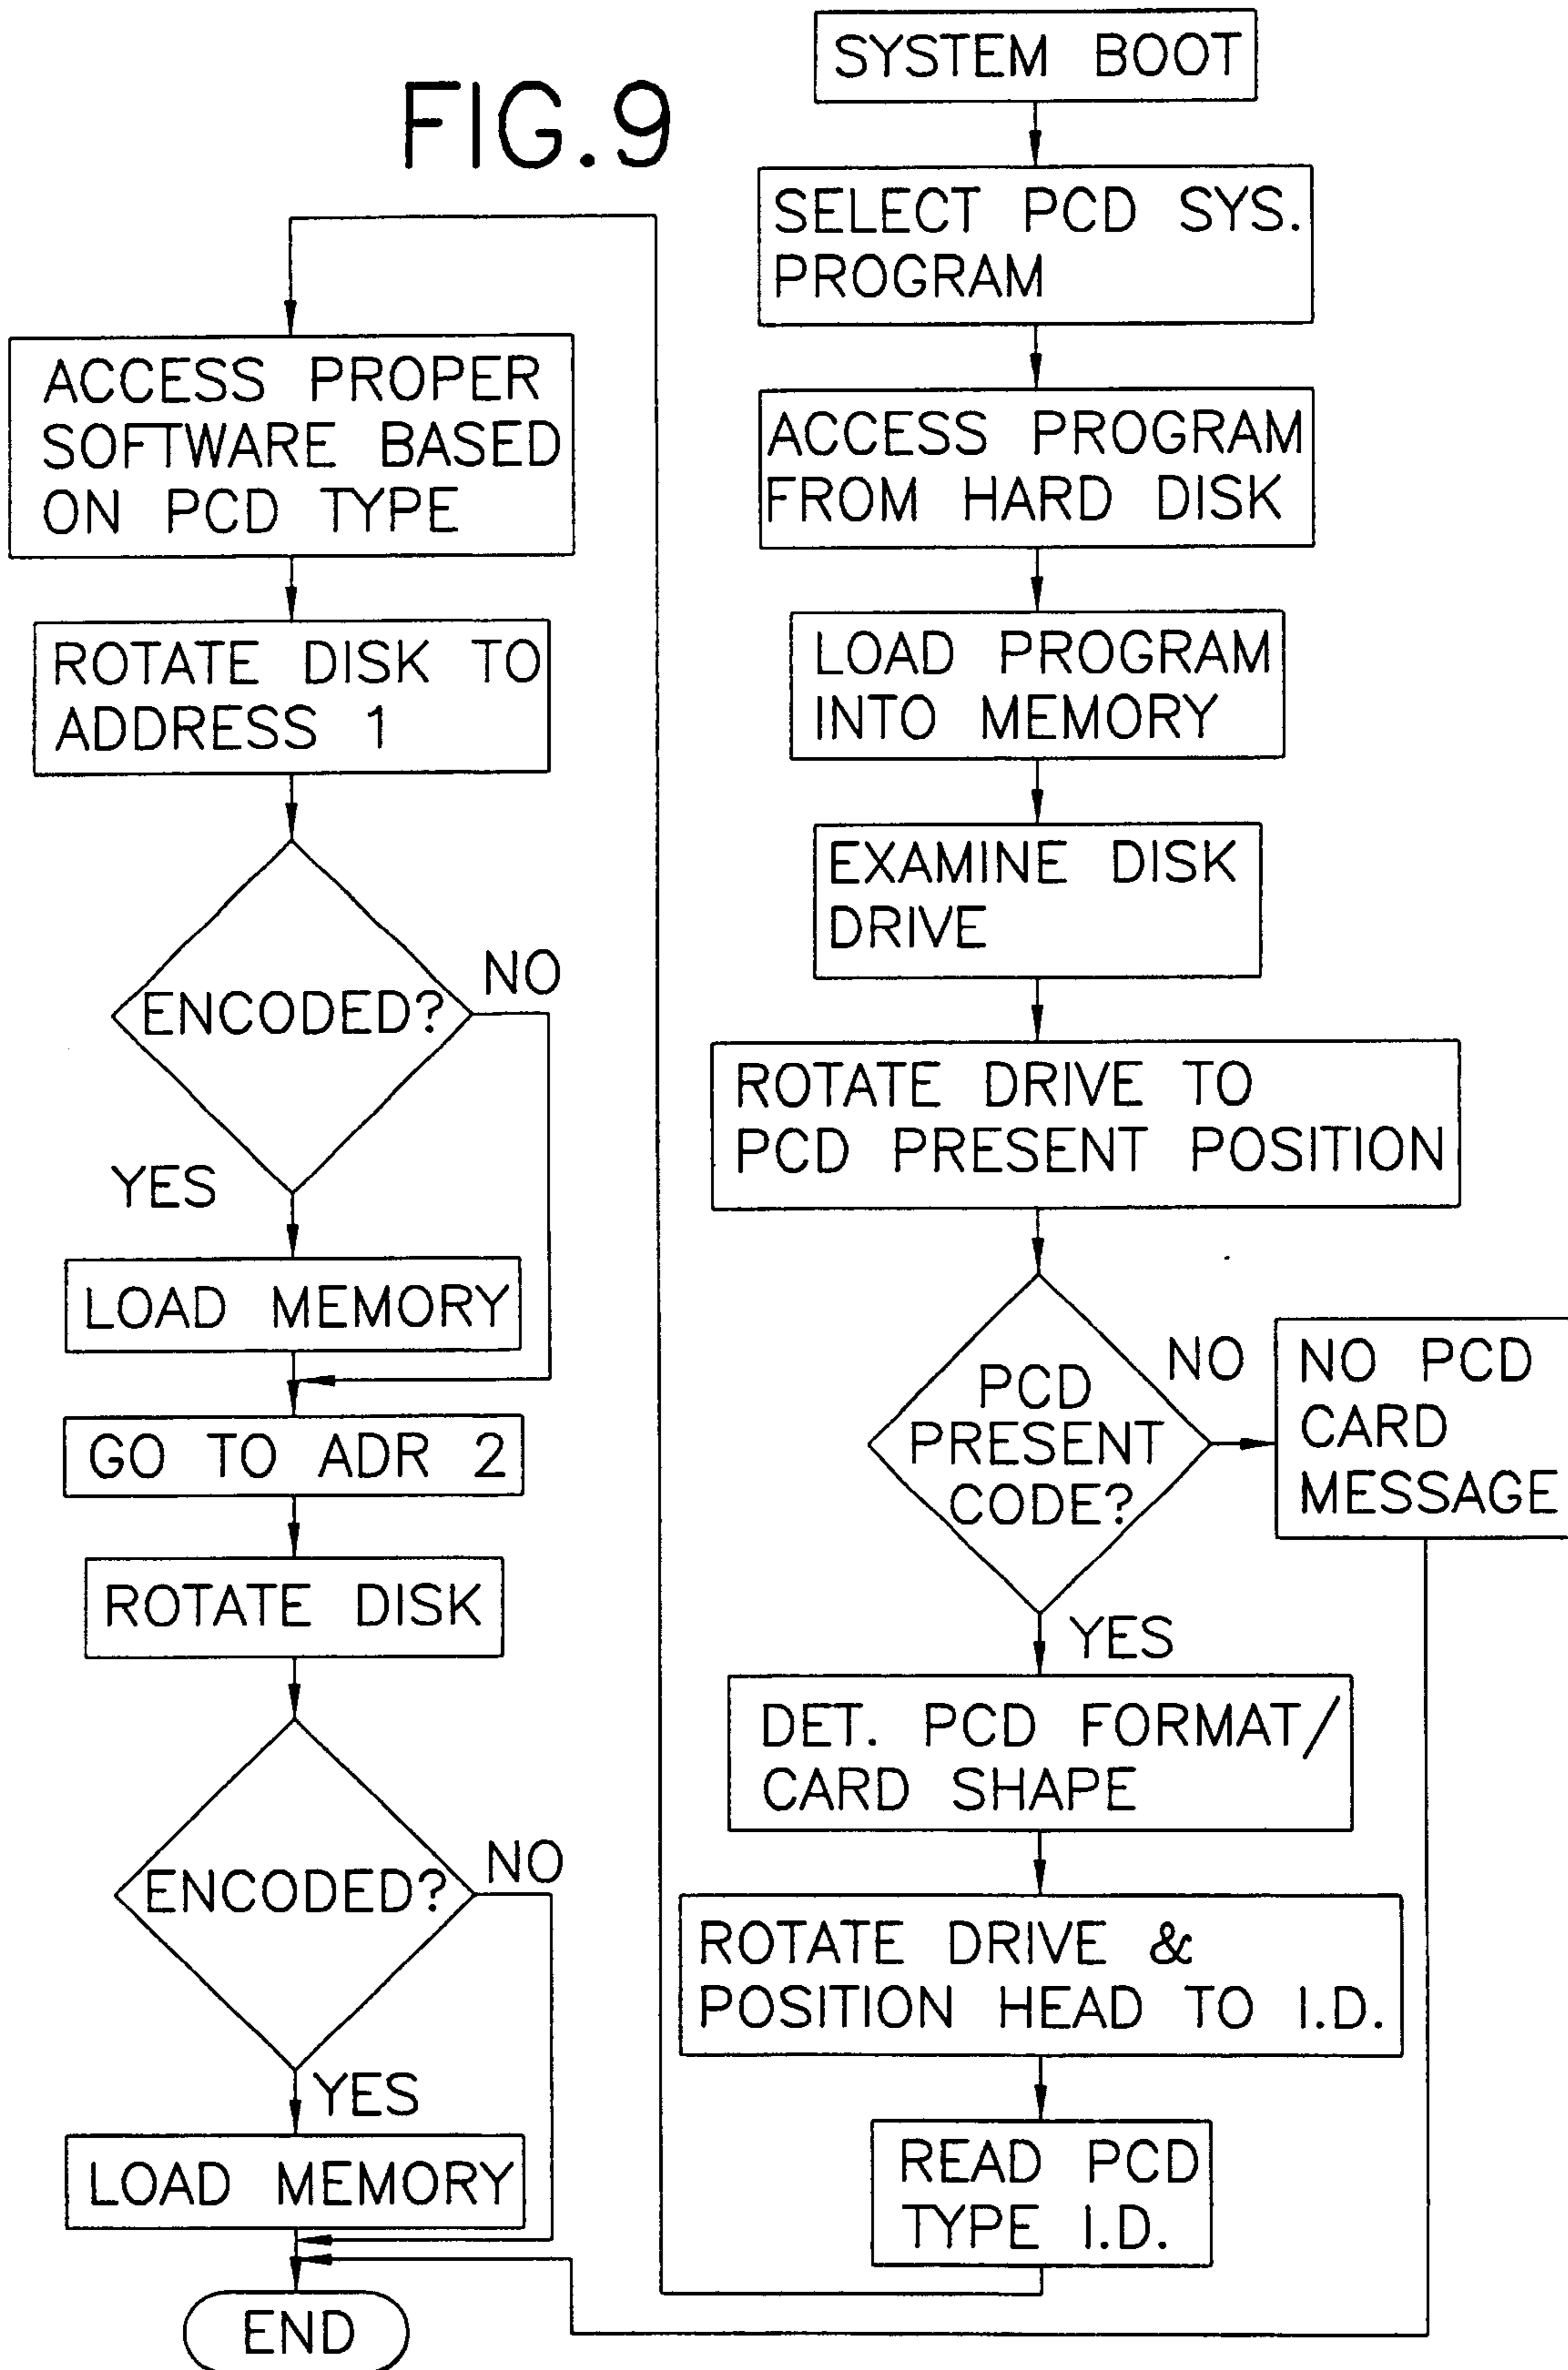 FIG.9
SYSTEM BOOT
SELECT PCD SYS.
PROGRAM
ACCESS PROGRAM
FROM HARD DISK
LOAD PROGRAM
INTO MEMORY
EXAMINE DISK
DRIVE
ROTATE DRIVE TO
PCD PRESENT POSITION
PCD
PRESENT
CODE?
NO
NO PCD
CARD
MESSAGE
YES
DET. PCD FORMAT/
CARD SHAPE
ROTATE DRIVE &
POSITION HEAD TO I.D.
READ PCD
TYPE I.D.
ACCESS PROPER
SOFTWARE BASED
ON PCD TYPE
ROTATE DISK TO
ADDRESS 1
ENCODED?
NO
YES
LOAD MEMORY
GO TO ADR 2
ROTATE DISK
ENCODED?
NO
YES
LOAD MEMORY
END